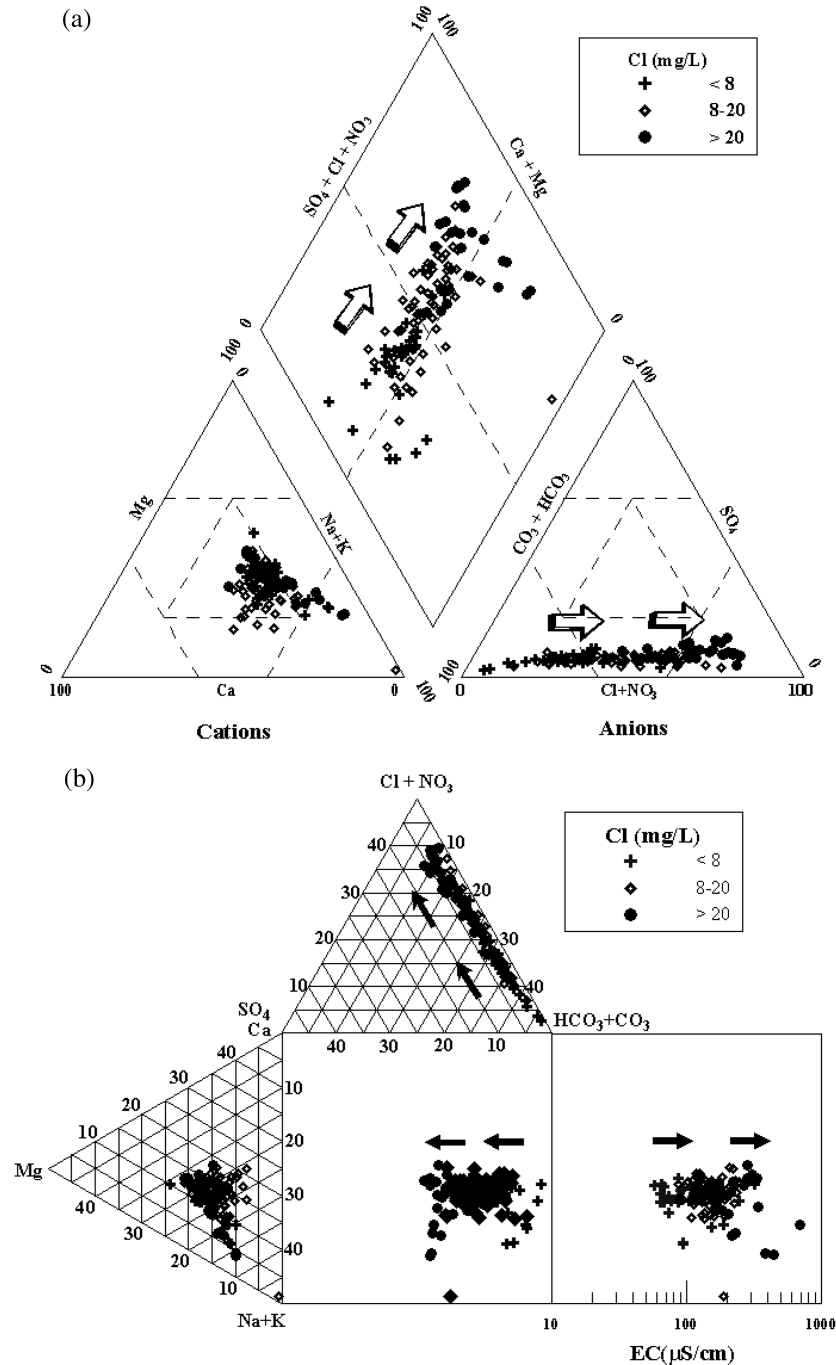 (a)
100 100
Cl (mg/L)
< 8
8-20
> 20
SO4 + Cl + NO3
Ca + Mg
0
0
100
0
0
100
Mg
Na+K
CO3 + HCO3
SO4
0
100
Ca
0
100
100
0
Cl+NO3
100
0
Cations
Anions
(b)
Cl + NO3
Cl (mg/L)
< 8
8-20
> 20
40
10
30
20
20
30
10
40
SO4
HCO3+CO3
Ca
40 30 20 10
40
10
30
20
20
10
30
40
Mg
40
30
20
10
Na+K
10
100
1000
EC(μS/cm)